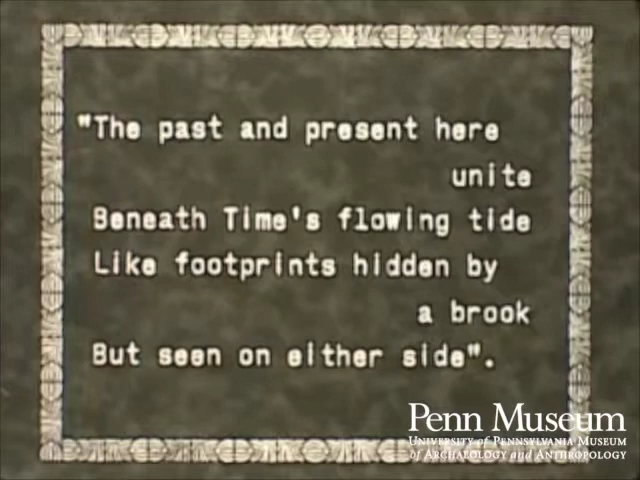 "The past and present here
unite
Beneath Time's flowing tide
Like footprints hidden by
a brook
But seen on either side".
Penn Museum
University of Pennsylvania Museum
of Archaeology and Anthropology